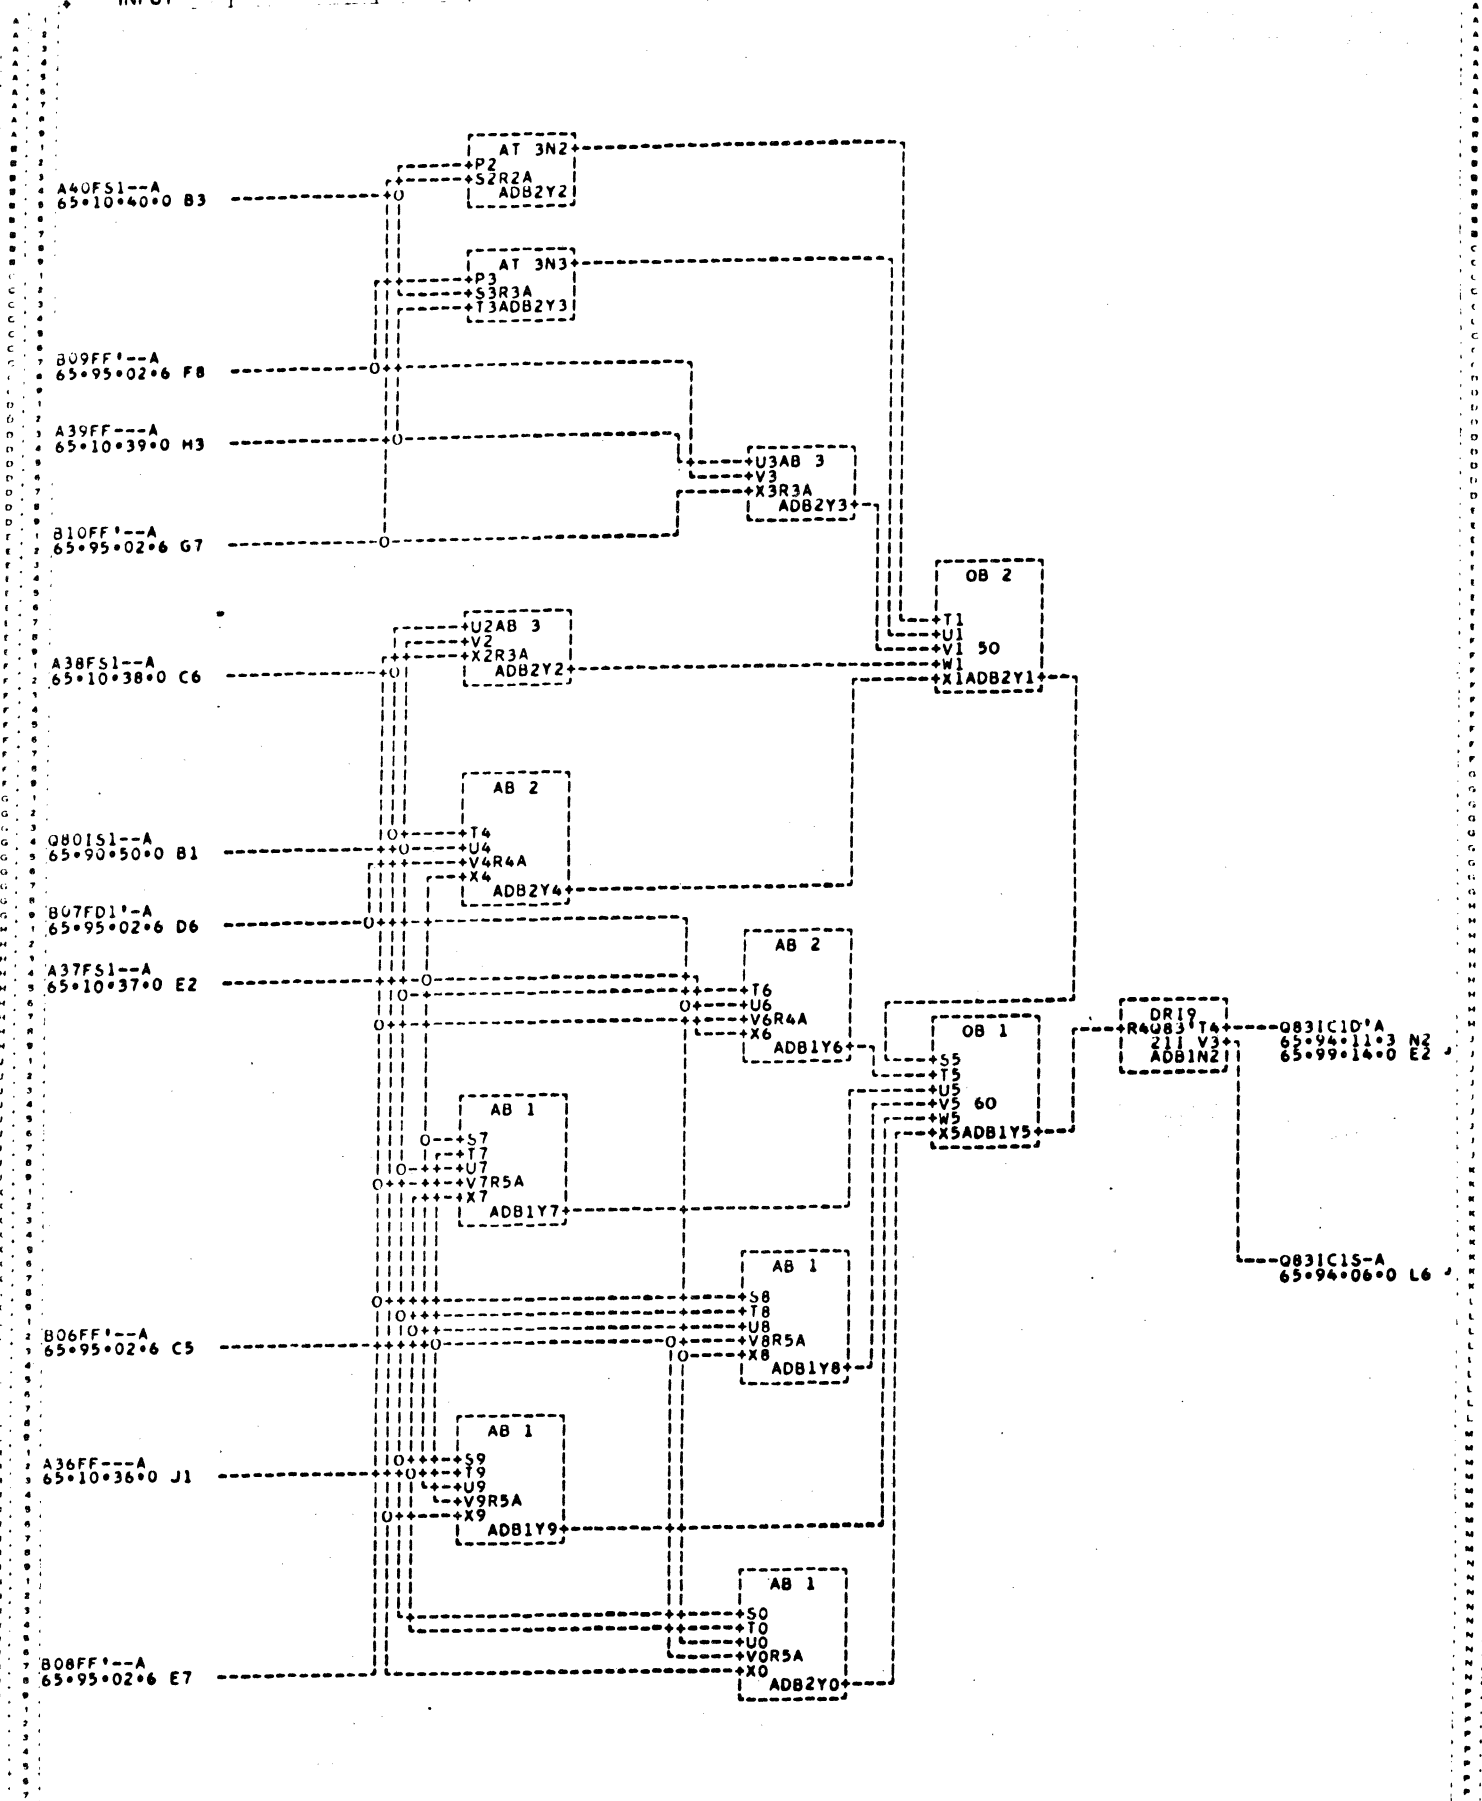 INPUT
AT 3N2
P2
S2R2A
ADB2Y2
A40FS1--A
65•10•40•0 B3
AT 3N3
P3
S3R3A
T3ADB2Y3
B09FF'--A
65•95•02•6 F8
A39FF---A
65•10•39•0 H3
U3AB 3
V3
X3R3A
ADB2Y3
B10FF'--A
65•95•02•6 G7
OB 2
T1
U1
V1 50
W1
X1ADB2Y1
U2AB 3
V2
X2R3A
ADB2Y2
A38FS1--A
65•10•38•0 C6
AB 2
T4
U4
V4R4A
X4
ADB2Y4
Q80IS1--A
65•90•50•0 B1
B07FD1'-A
65•95•02•6 D6
AB 2
T6
U6
V6R4A
X6
ADB1Y6
A37FS1--A
65•10•37•0 E2
OB 1
S5
T5
U5
V5 60
W5
X5ADB1Y5
DRI9
R4Q83'T4
211 V3
ADB1N2
Q83IC1D'A
65•94•11•3 N2
65•99•14•0 E2 J
AB 1
S7
T7
U7
V7R5A
X7
ADB1Y7
AB 1
S8
T8
U8
V8R5A
X8
ADB1Y8
Q83IC1S-A
65•94•06•0 L6 J
B06FF'--A
65•95•02•6 C5
AB 1
S9
T9
U9
V9R5A
X9
ADB1Y9
A36FF---A
65•10•36•0 J1
AB 1
S0
T0
U0
V0R5A
X0
ADB2Y0
B08FF'--A
65•95•02•6 E7